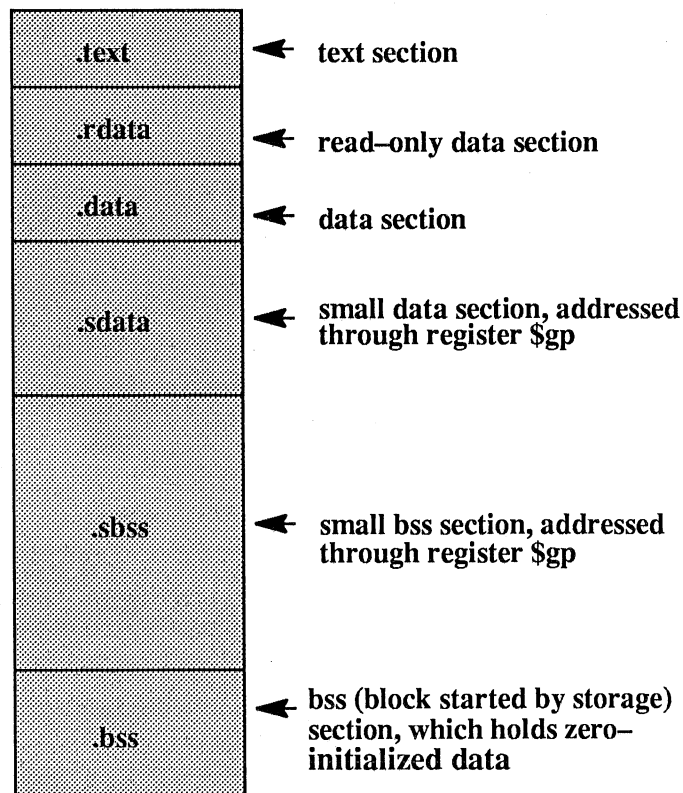 .text
text section
.rdata
read–only data section
.data
data section
.sdata
small data section, addressed
through register $gp
.sbss
small bss section, addressed
through register $gp
.bss
bss (block started by storage)
section, which holds zero–
initialized data